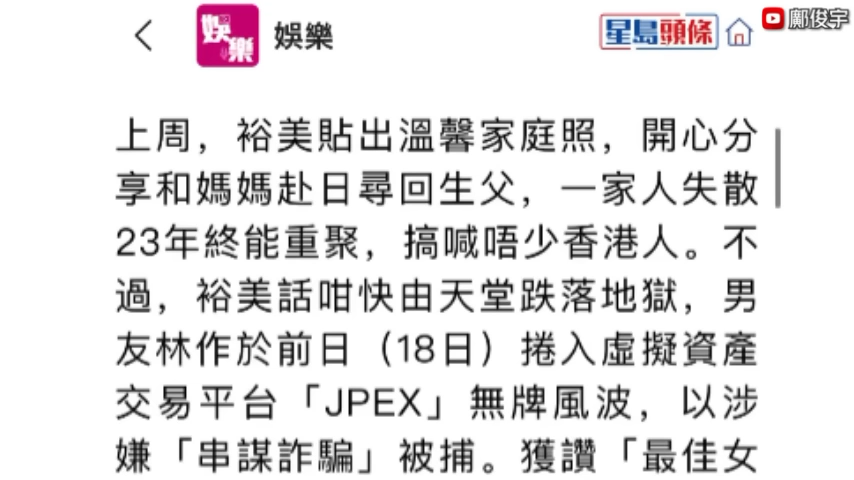 娛樂
娛樂
星島頭條
鄺俊宇
上周，裕美貼出溫馨家庭照，開心分
享和媽媽赴日尋回生父，一家人失散
23年終能重聚，搞喊唔少香港人。不
過，裕美話咁快由天堂跌落地獄，男
友林作於前日（18日）捲入虛擬資產
交易平台「JPEX」無牌風波，以涉
嫌「串謀詐騙」被捕。獲讚「最佳女